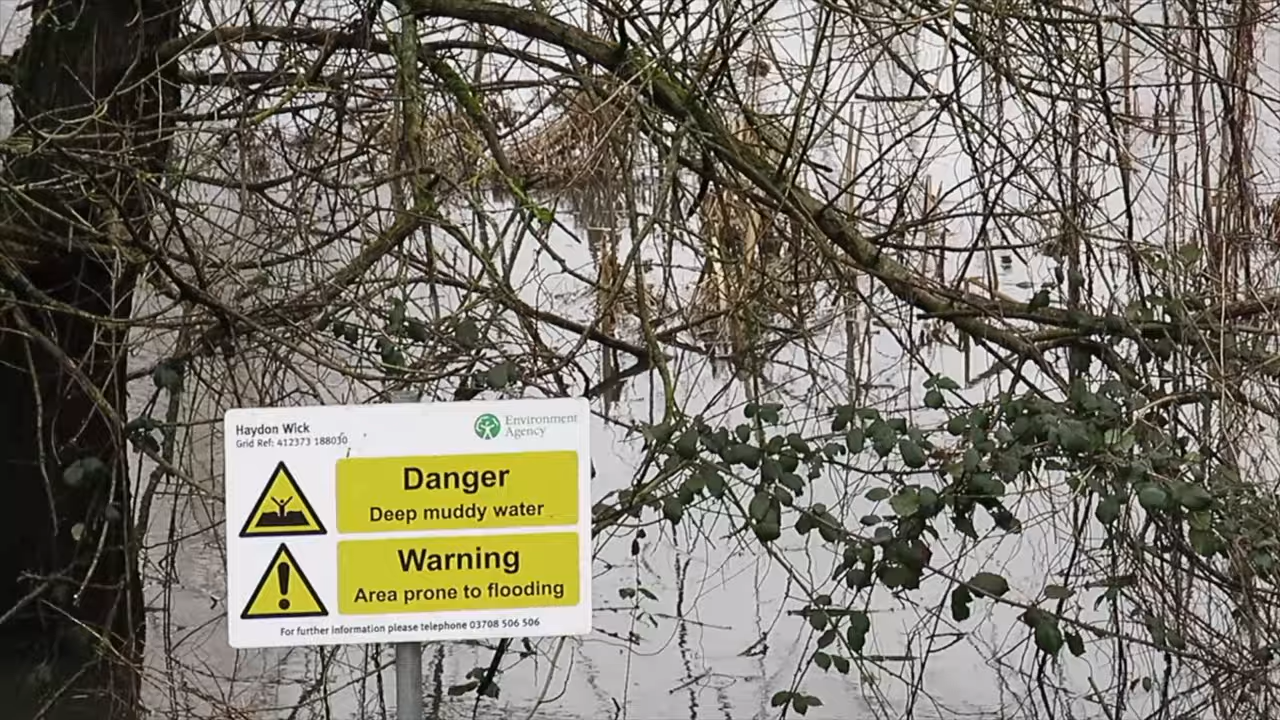 Haydon Wick
Grid Ref: 412373 188030
Environment
Agency
Danger
Deep muddy water
Warning
Area prone to flooding
For further information please telephone 03708 506 506